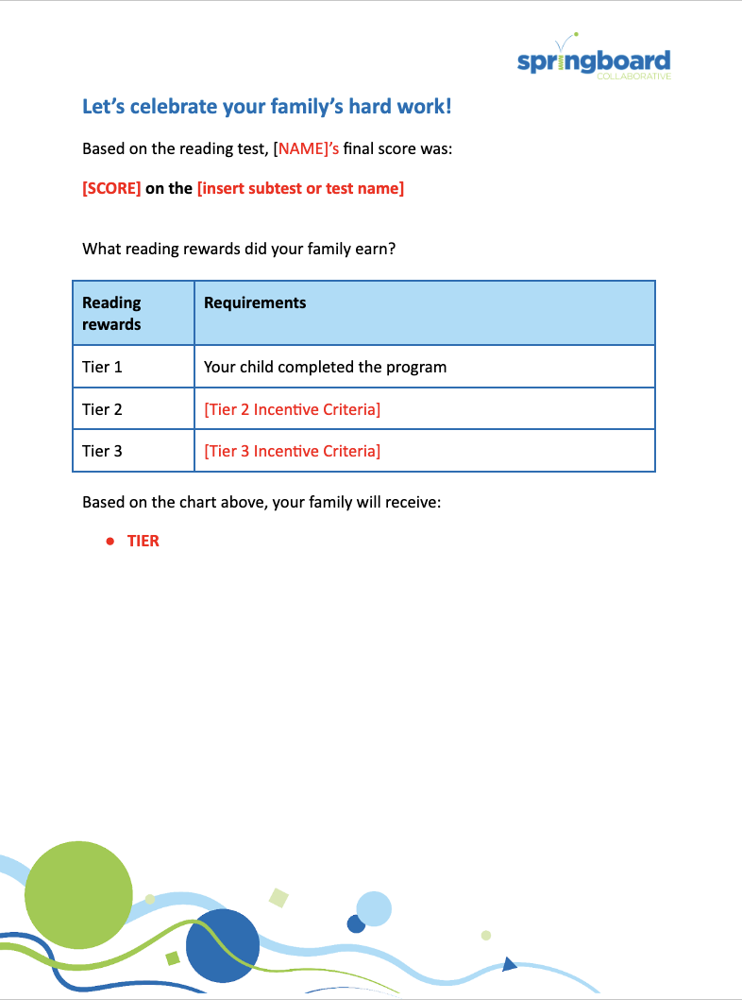 springboard
COLLABORATIVE
Let’s celebrate your family’s hard work!
Based on the reading test, [NAME]’s final score was:
[SCORE] on the [insert subtest or test name]
What reading rewards did your family earn?
Reading rewards
Requirements
Tier 1
Your child completed the program
Tier 2
[Tier 2 Incentive Criteria]
Tier 3
[Tier 3 Incentive Criteria]
Based on the chart above, your family will receive:
● TIER